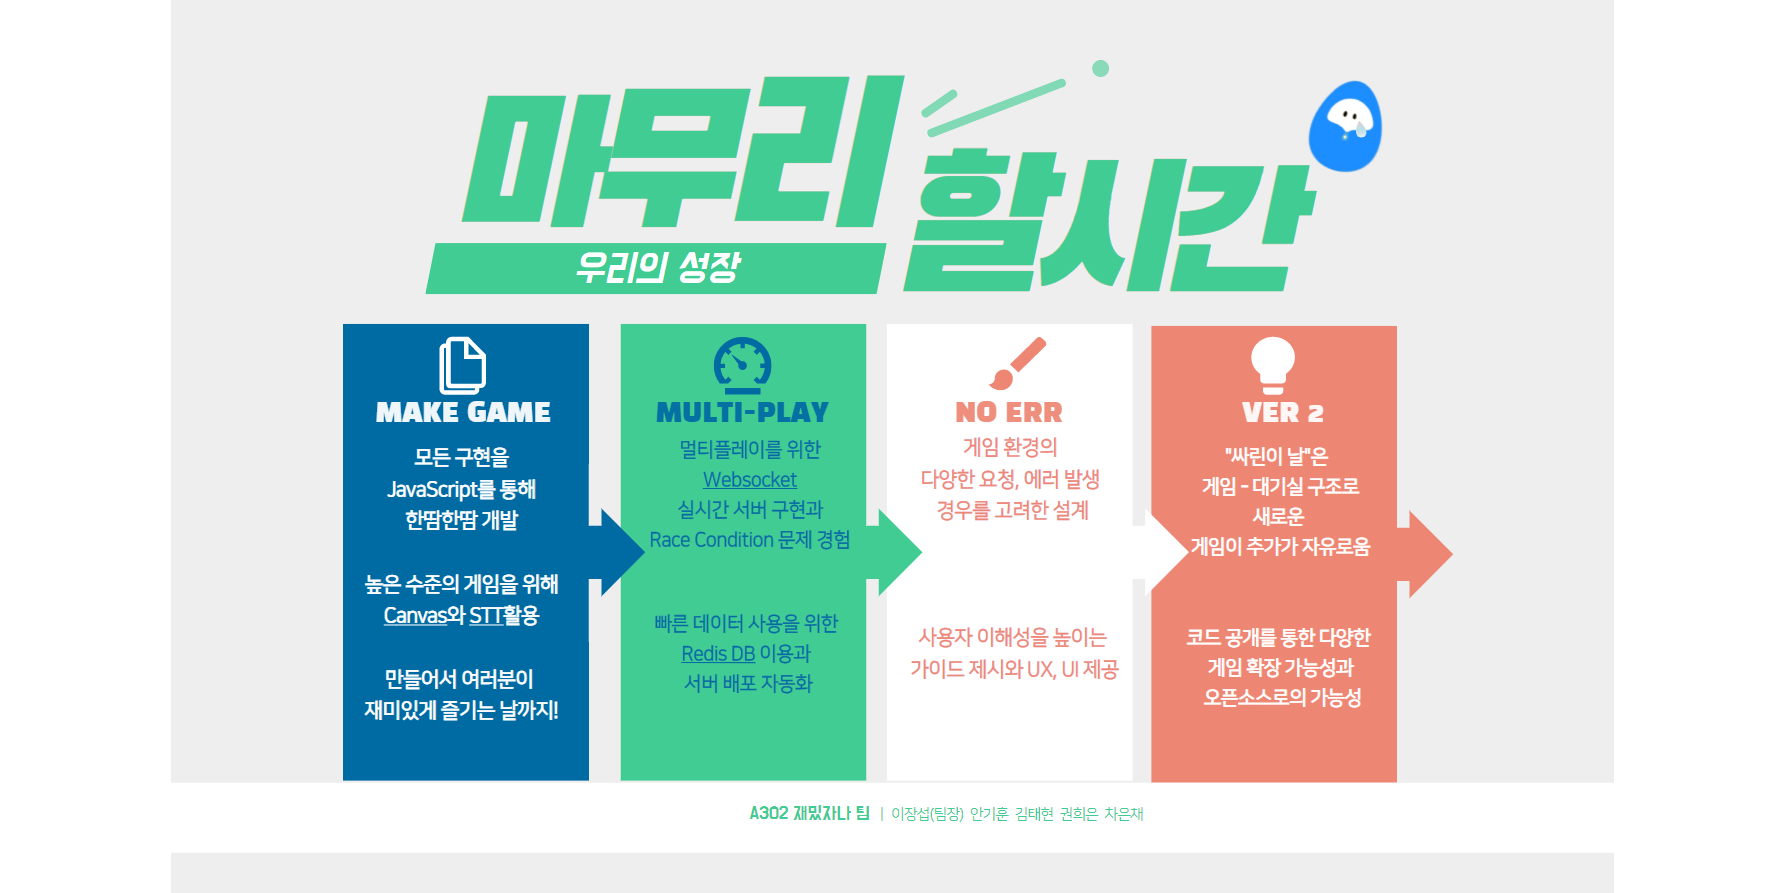 마무리
할시간
우리의 성장
MAKE GAME
모든 구현을
JavaScript를 통해
한땀한땀 개발
높은 수준의 게임을 위해
Canvas와 STT활용
만들어서 여러분이
재미있게 즐기는 날까지!
MULTI-PLAY
멀티플레이를 위한
Websocket
실시간 서버 구현과
Race Condition 문제 경험
빠른 데이터 사용을 위한
Redis DB 이용과
서버 배포 자동화
NO ERR
게임 환경의
다양한 요청, 에러 발생
경우를 고려한 설계
사용자 이해성을 높이는
가이드 제시와 UX, UI 제공
VER 2
"싸린이 날"은
게임 - 대기실 구조로
새로운
게임이 추가가 자유로움
코드 공개를 통한 다양한
게임 확장 가능성과
오픈소스로의 가능성
A302 재밌자나 팀 | 이장섭(팀장) 안기훈 김태현 권희은 차은채